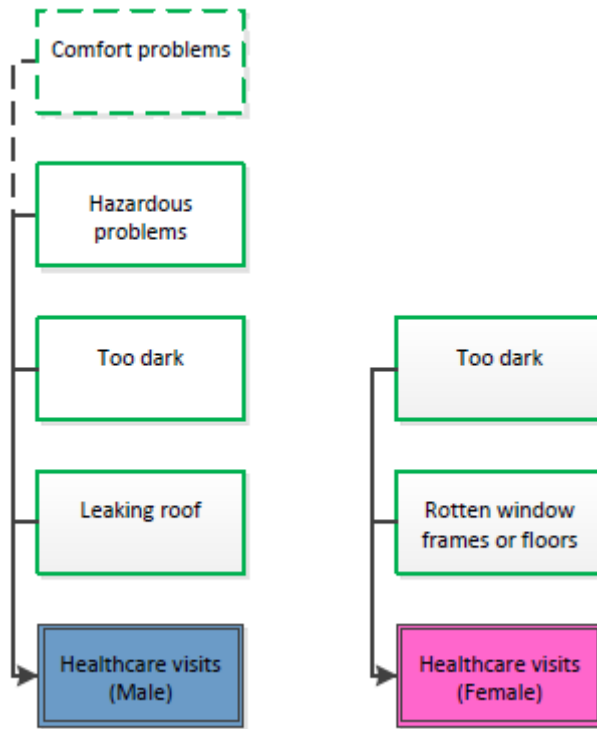 Comfort problems
Hazardous
problems
Too dark
Leaking roof
Healthcare visits
(Male)
Too dark
Rotten window
frames or floors
Healthcare visits
(Female)